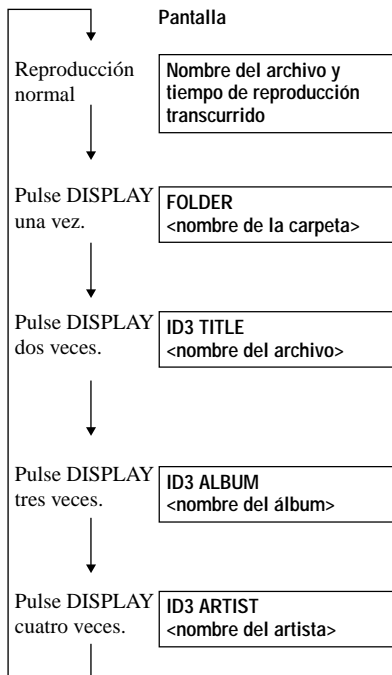 Pantalla
Reproducción
normal
Nombre del archivo y
tiempo de reproducción
transcurrido
Pulse DISPLAY
una vez.
FOLDER
<nombre de la carpeta>
Pulse DISPLAY
dos veces.
ID3 TITLE
<nombre del archivo>
Pulse DISPLAY
tres veces.
ID3 ALBUM
<nombre del álbum>
Pulse DISPLAY
cuatro veces.
ID3 ARTIST
<nombre del artista>